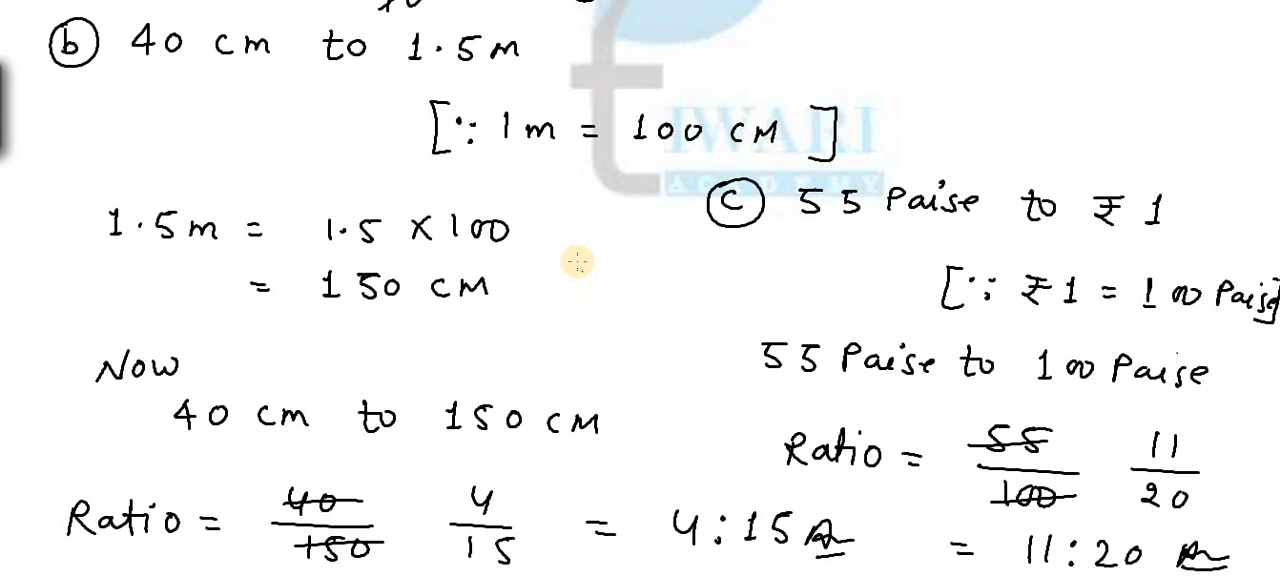 (b) 40 cm to 1.5m
[∵ 1m = 100 CM]
1.5m = 1.5 × 100
= 150 CM
Now
40 cm to 150 CM
Ratio = 40/150 4/15 = 4:15
IWARI
ACADEMY
(c) 55 Paise to ₹ 1
[∵ ₹1 = 100 Paise]
55 Paise to 100 Paise
Ratio = 55/100 11/20
= 11:20